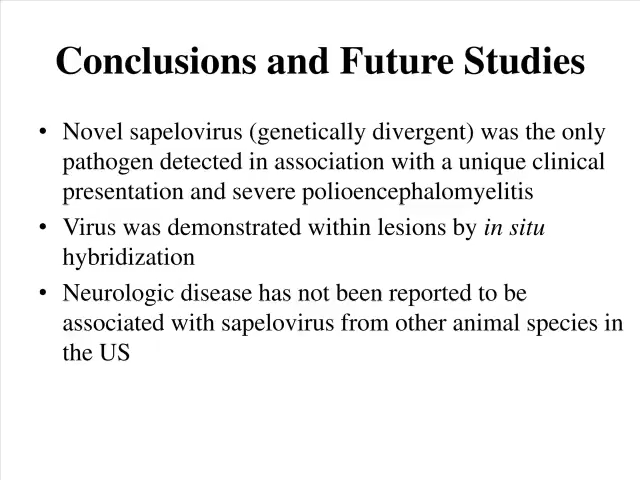 Conclusions and Future Studies
• Novel sapelovirus (genetically divergent) was the only
pathogen detected in association with a unique clinical
presentation and severe polioencephalomyelitis
• Virus was demonstrated within lesions by in situ
hybridization
• Neurologic disease has not been reported to be
associated with sapelovirus from other animal species in
the US